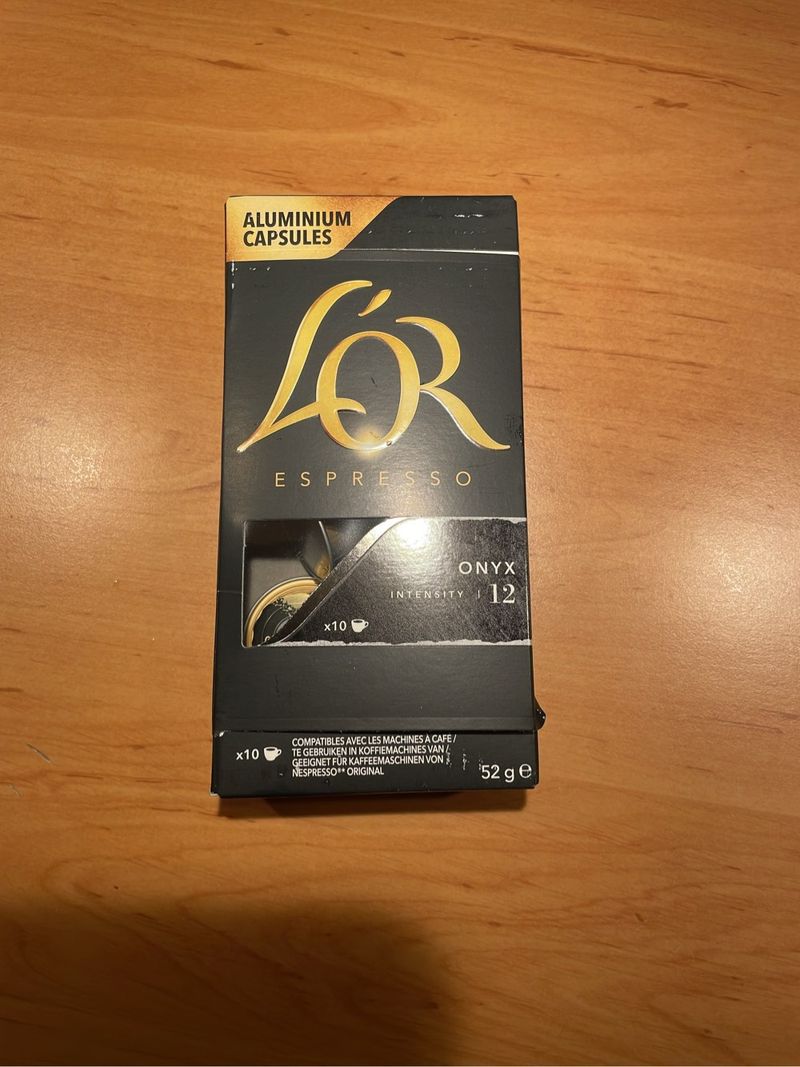 ALUMINIUM
CAPSULES
L'OR
ESPRESSO
ONYX
INTENSITY | 12
x10
x10
COMPATIBLES AVEC LES MACHINES À CAFÉ /
TE GEBRUIKEN IN KOFFIEMACHINES VAN /
GEEIGNET FÜR KAFFEEMASCHINEN VON
NESPRESSO®* ORIGINAL
52 g ℮